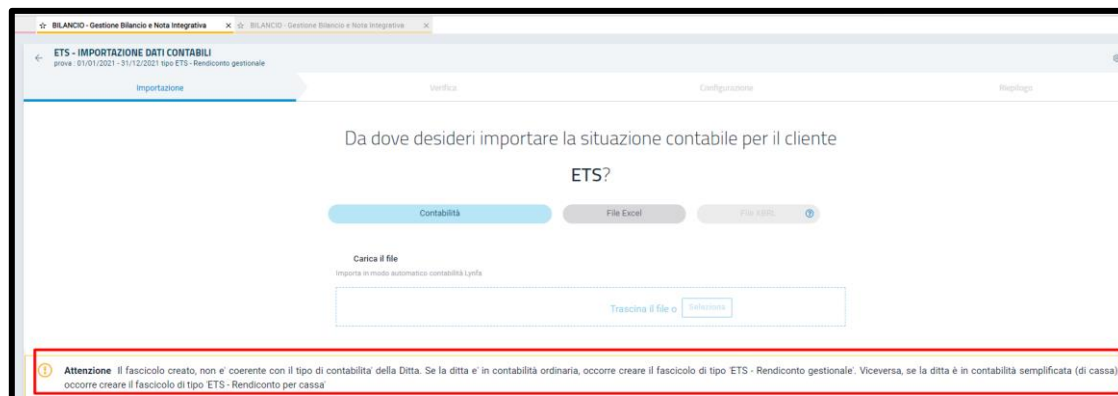 ☆ BILANCIO - Gestione Bilancio e Nota Integrativa X ☆ BILANCIO - Gestione Bilancio e Nota Integrativa X
← ETS - IMPORTAZIONE DATI CONTABILI
prova : 01/01/2021 - 31/12/2021 tipo ETS - Rendiconto gestionale
Importazione Verifica Configurazione Riepilogo
Da dove desideri importare la situazione contabile per il cliente
ETS?
Contabilità File Excel File XBRL ?
Carica il file
Importa in modo automatico contabilità Lynfa
Trascina il file o Seleziona
Attenzione Il fascicolo creato, non e' coerente con il tipo di contabilita' della Ditta. Se la ditta e' in contabilità ordinaria, occorre creare il fascicolo di tipo 'ETS - Rendiconto gestionale'. Viceversa, se la ditta è in contabilità semplificata (di cassa)
occorre creare il fascicolo di tipo 'ETS - Rendiconto per cassa'